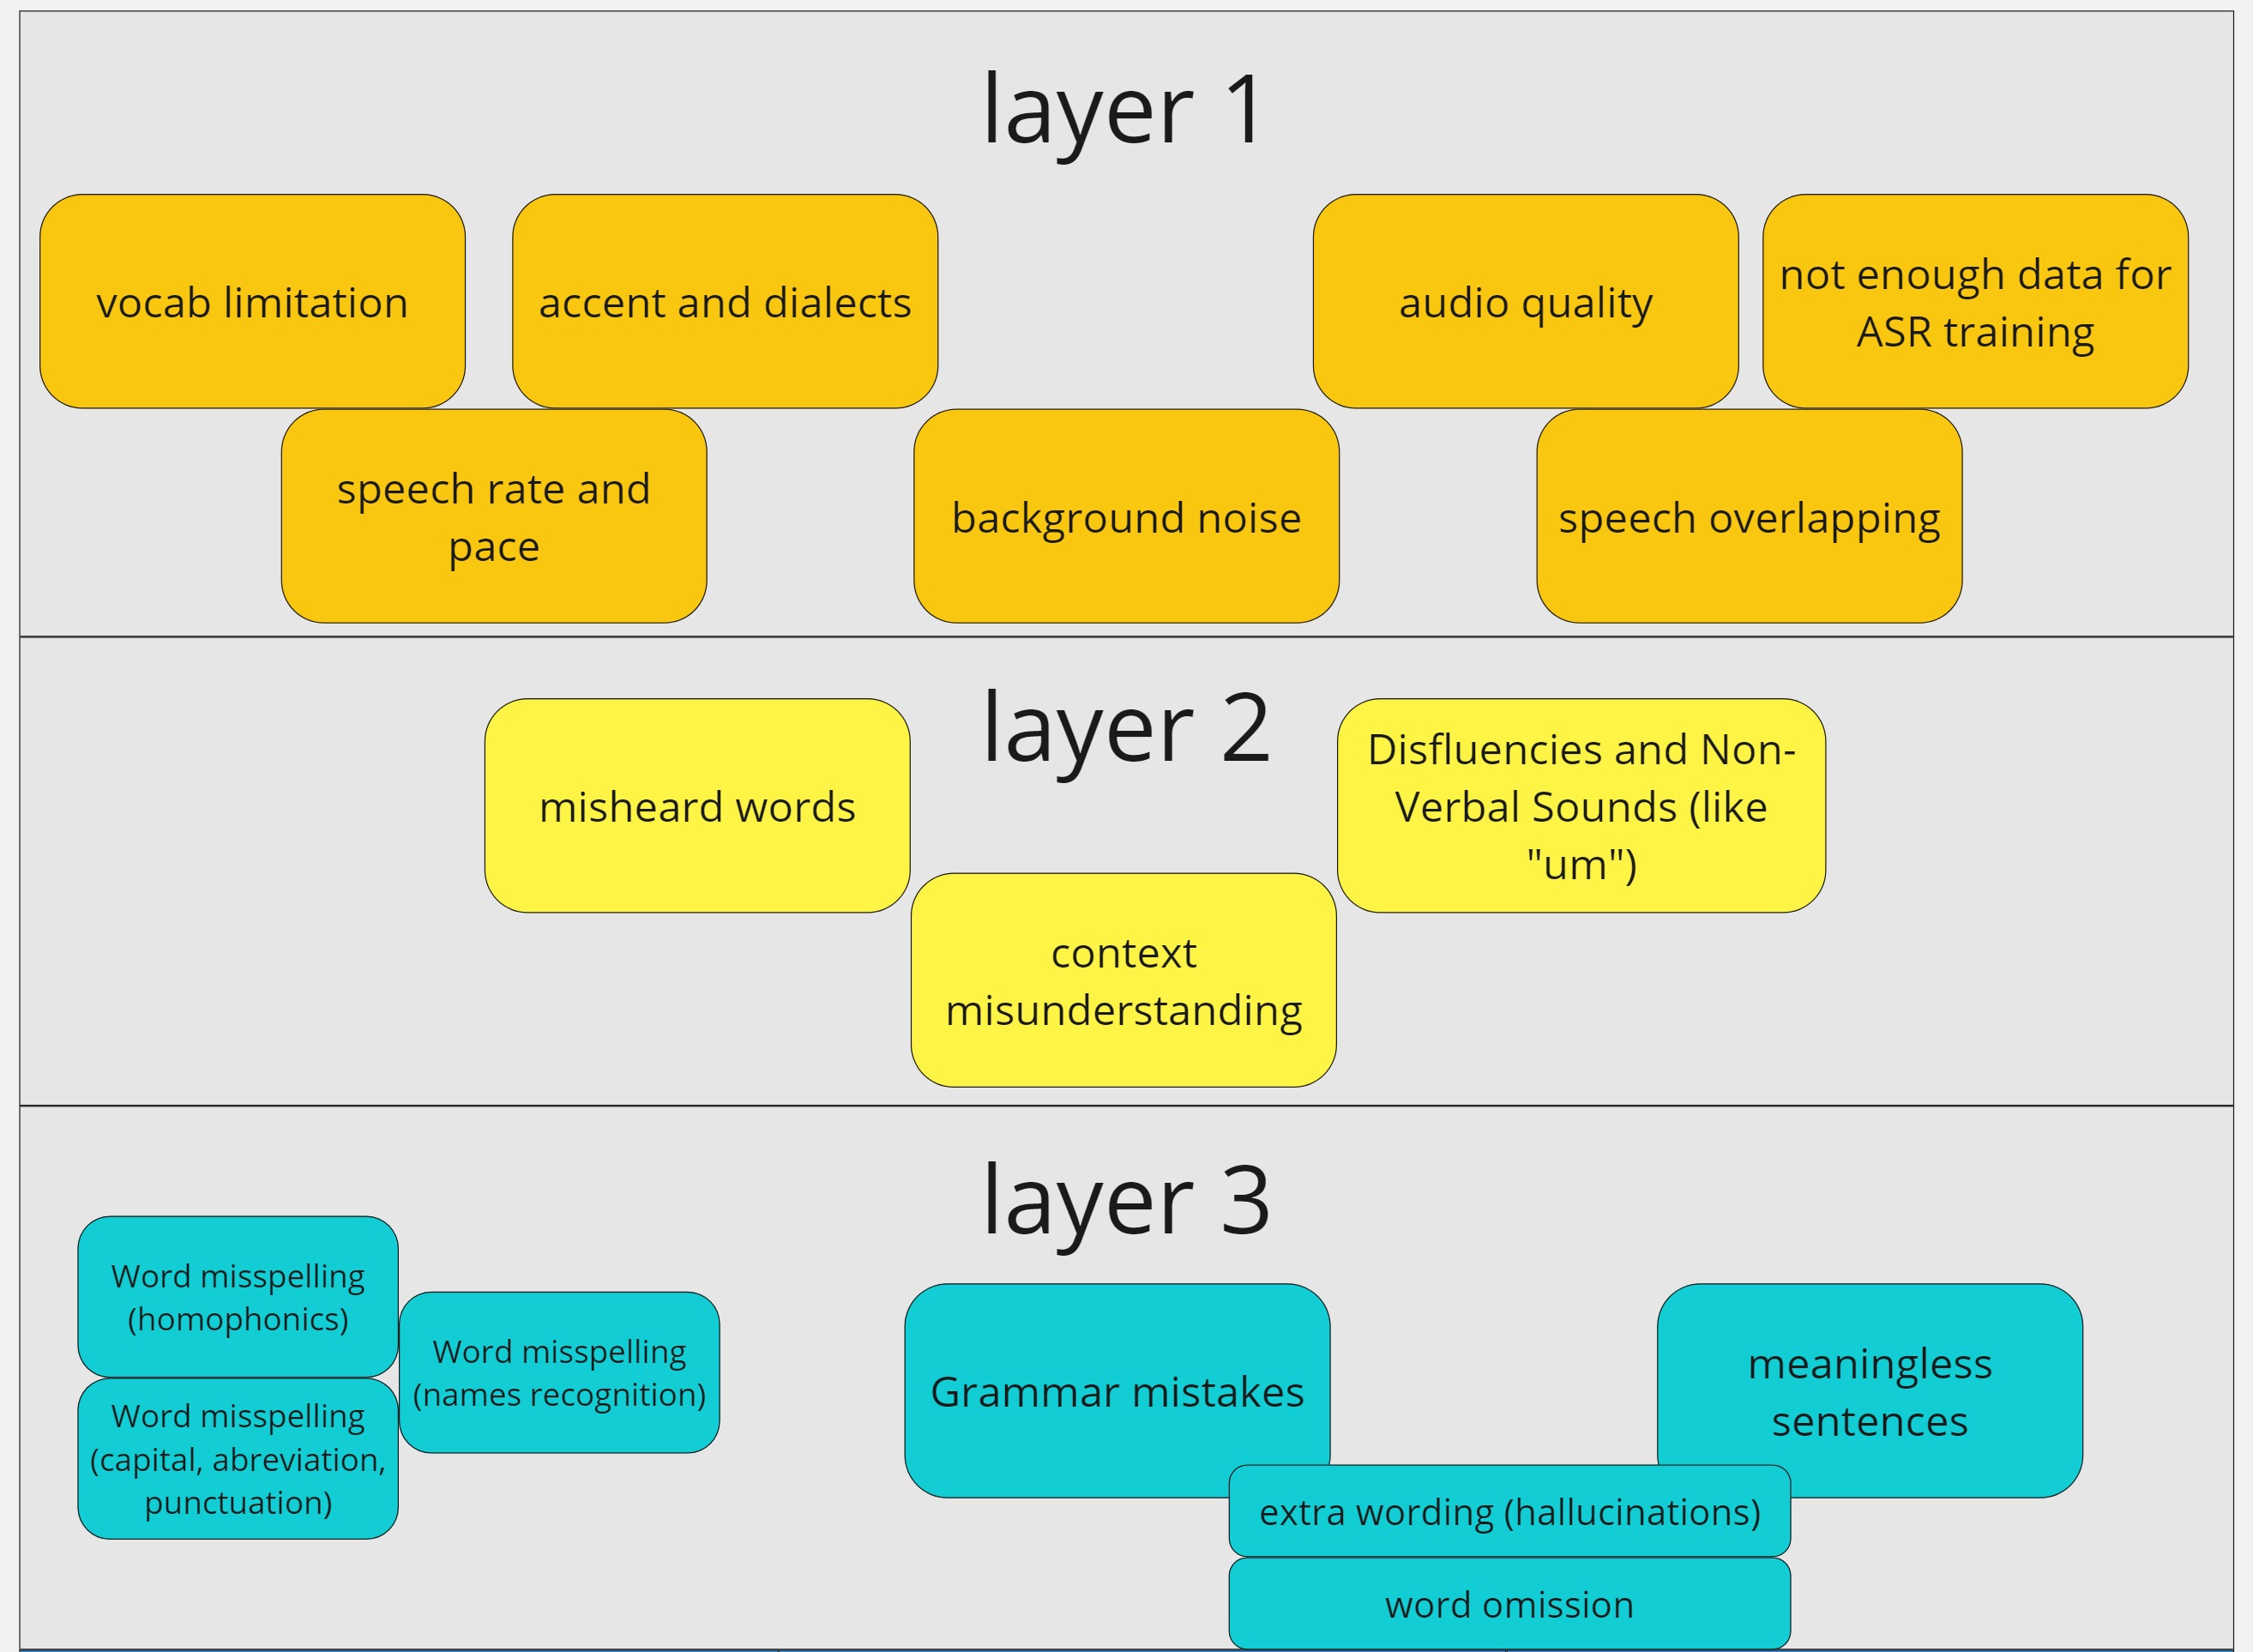 layer 1
vocab limitation
accent and dialects
audio quality
not enough data for
ASR training
speech rate and
pace
background noise
speech overlapping
layer 2
misheard words
Disfluencies and Non-
Verbal Sounds (like
"um")
context
misunderstanding
layer 3
Word misspelling
(homophonics)
Word misspelling
(names recognition)
Word misspelling
(capital, abreviation,
punctuation)
Grammar mistakes
meaningless
sentences
extra wording (hallucinations)
word omission